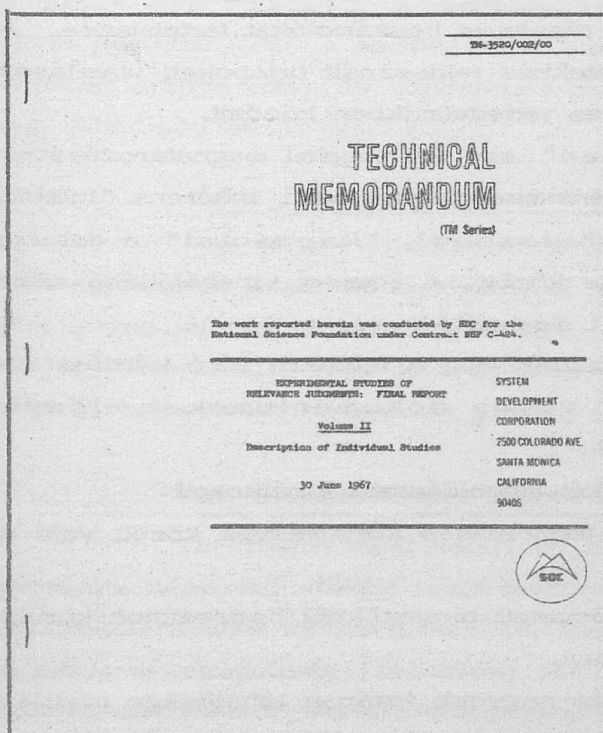 TM-3520/002/00
TECHNICAL
MEMORANDUM
(TM Series)
The work reported herein was conducted by SDC for the
National Science Foundation under Contract NSF C-424.
EXPERIMENTAL STUDIES OF
RELEVANCE JUDGMENTS: FINAL REPORT
Volume II
Description of Individual Studies
30 June 1967
SYSTEM
DEVELOPMENT
CORPORATION
2500 COLORADO AVE.
SANTA MONICA
CALIFORNIA
90406
SDC